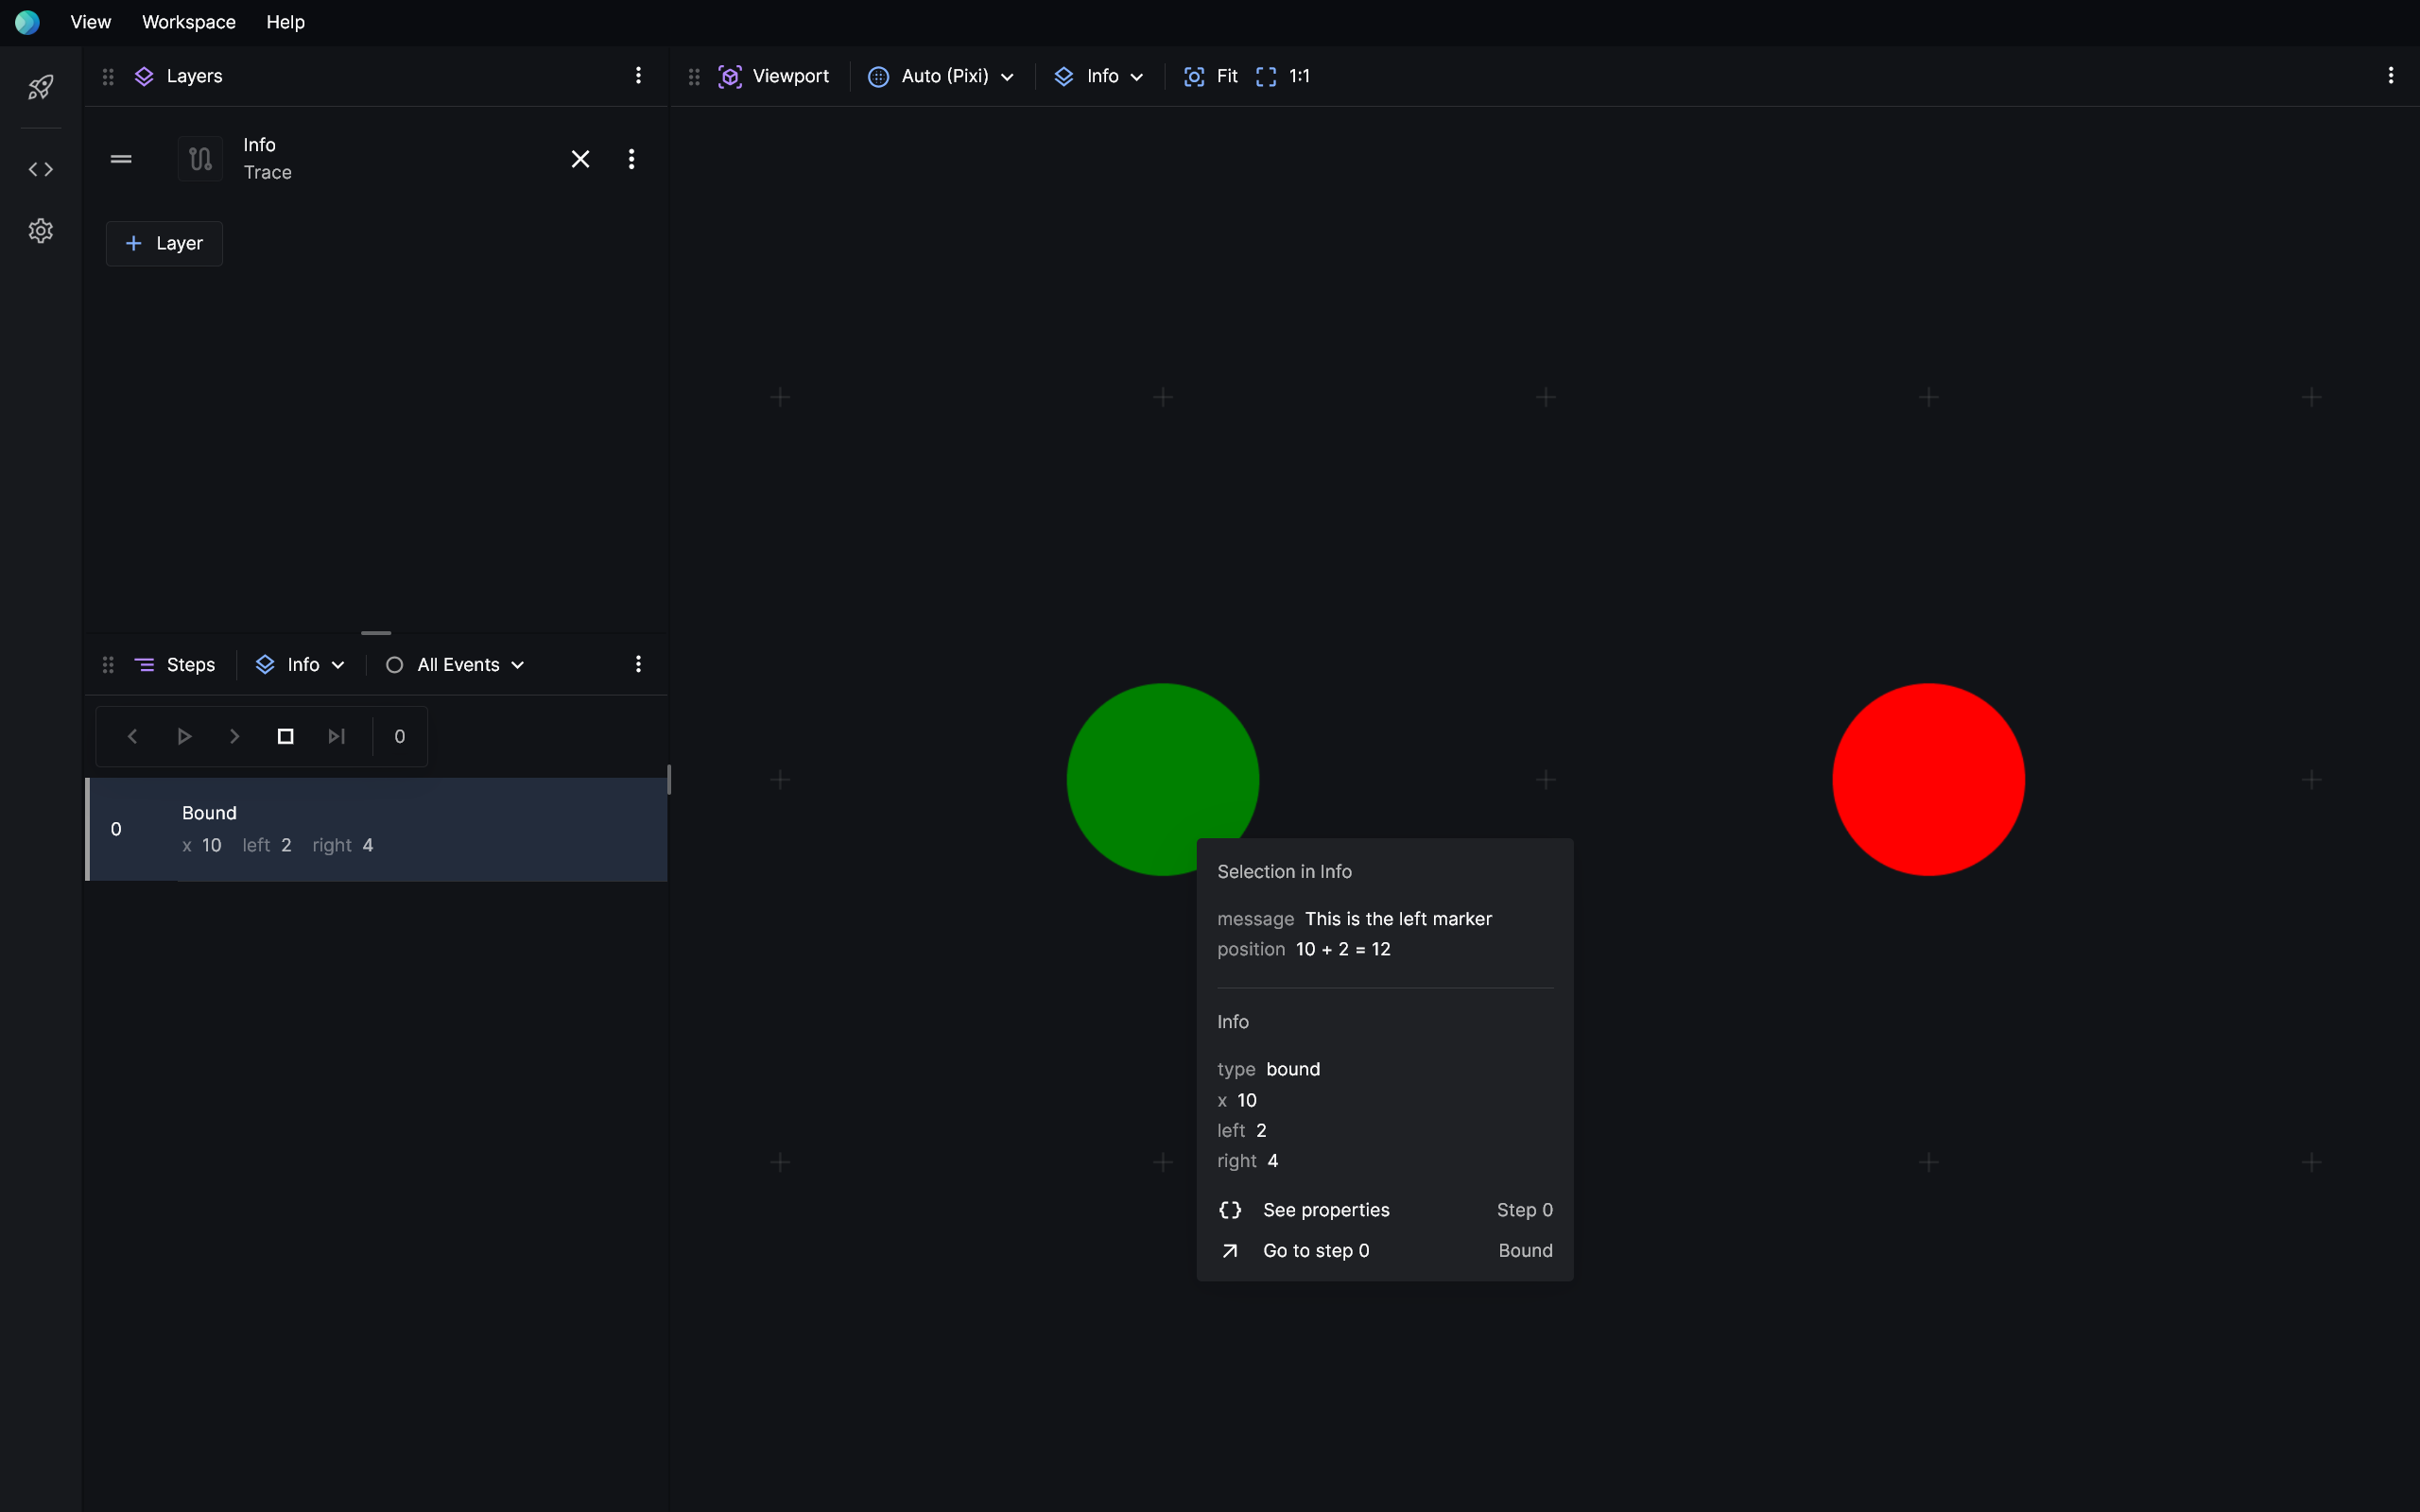 View Workspace Help
Layers
Viewport Auto (Pixi) Info Fit 1:1
Info
Trace
Layer
Steps Info All Events
0
0
Bound
x 10 left 2 right 4
Selection in Info
message This is the left marker
position 10 + 2 = 12
Info
type bound
x 10
left 2
right 4
See properties Step 0
Go to step 0 Bound